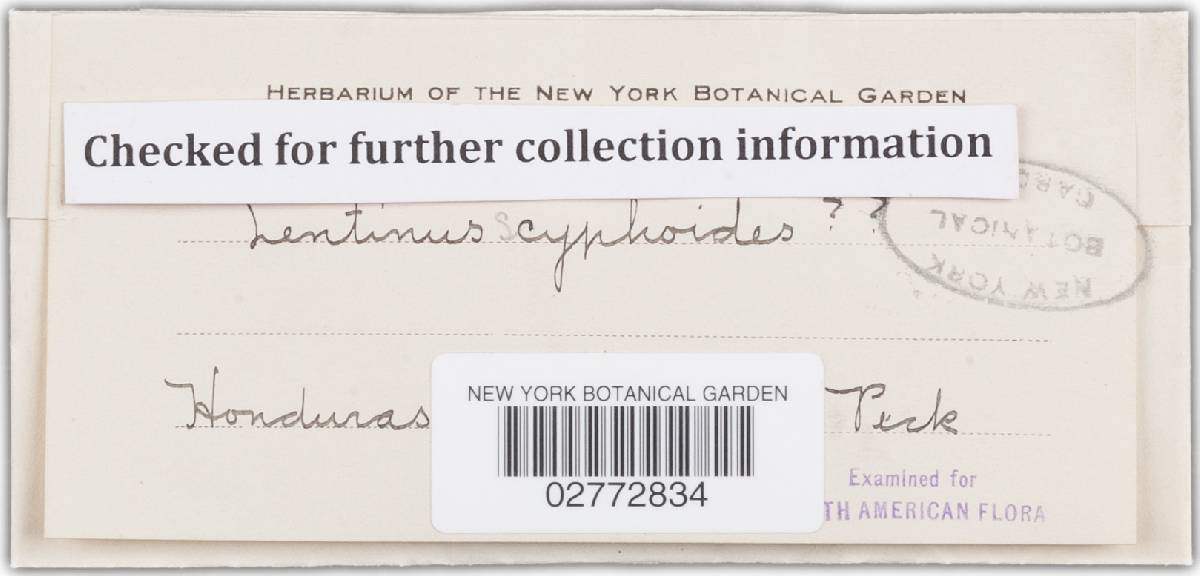 HERBARIUM OF THE NEW YORK BOTANICAL GARDEN
Checked for further collection information
Lentinus Scyphoides ? ?
NEW YORK BOTANICAL GARD
Honduras
Peck
NEW YORK BOTANICAL GARDEN
02772834
Examined for
TH AMERICAN FLORA